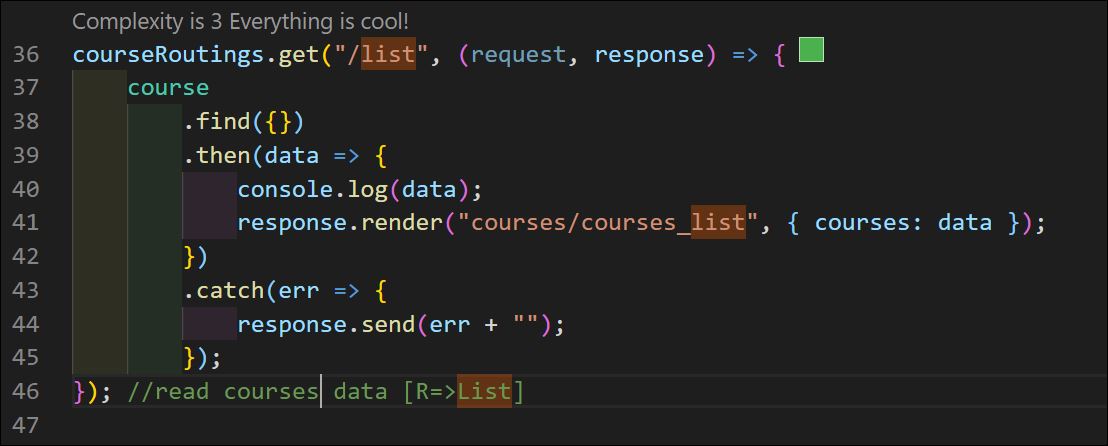 Complexity is 3 Everything is cool!
36 courseRoutings.get("/list", (request, response) => {
37     course
38         .find({})
39         .then(data => {
40             console.log(data);
41             response.render("courses/courses_list", { courses: data });
42         })
43         .catch(err => {
44             response.send(err + "");
45         });
46 }); //read courses data [R=>List]
47